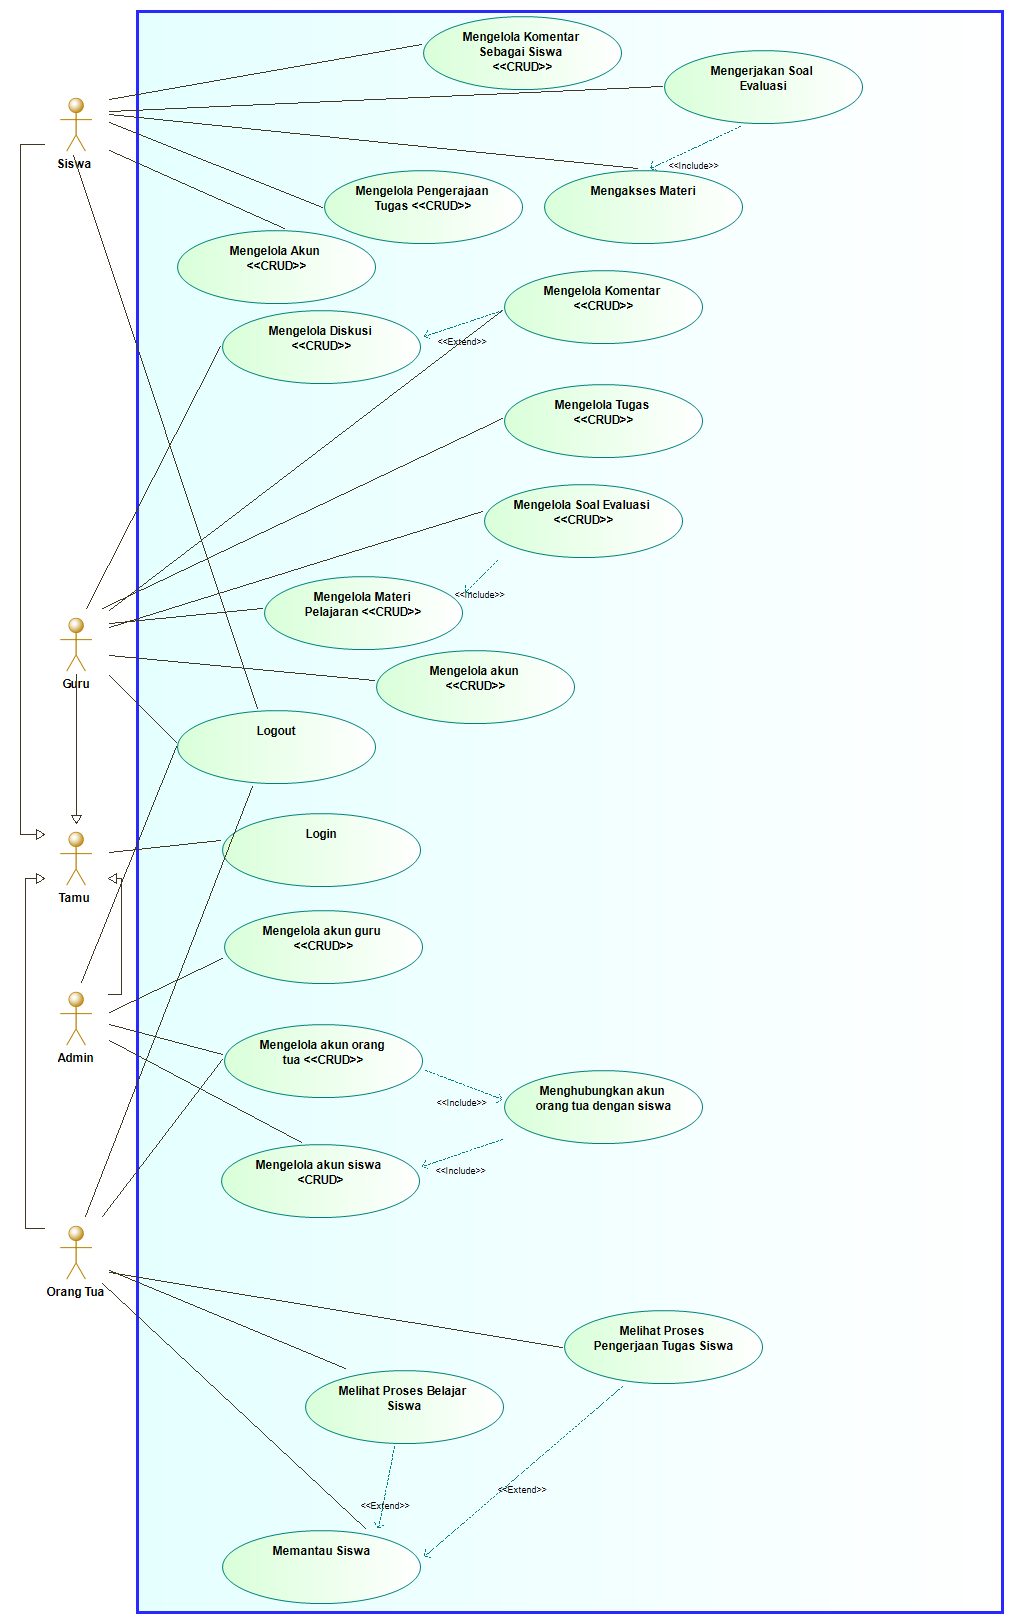 Mengelola Komentar
Sebagai Siswa
<<CRUD>>
Mengerjakan Soal
Evaluasi
Siswa
<<Include>>
Mengelola Pengerajaan
Tugas <<CRUD>>
Mengakses Materi
Mengelola Akun
<<CRUD>>
Mengelola Komentar
<<CRUD>>
Mengelola Diskusi
<<CRUD>>
<<Extend>>
Mengelola Tugas
<<CRUD>>
Mengelola Soal Evaluasi
<<CRUD>>
<<Include>>
Mengelola Materi
Pelajaran <<CRUD>>
Guru
Mengelola akun
<<CRUD>>
Logout
Login
Tamu
Mengelola akun guru
<<CRUD>>
Admin
Mengelola akun orang
tua <<CRUD>>
<<Include>>
Menghubungkan akun
orang tua dengan siswa
Mengelola akun siswa
<CRUD>
<<Include>>
Orang Tua
Melihat Proses
Pengerjaan Tugas Siswa
Melihat Proses Belajar
Siswa
<<Extend>>
<<Extend>>
Memantau Siswa